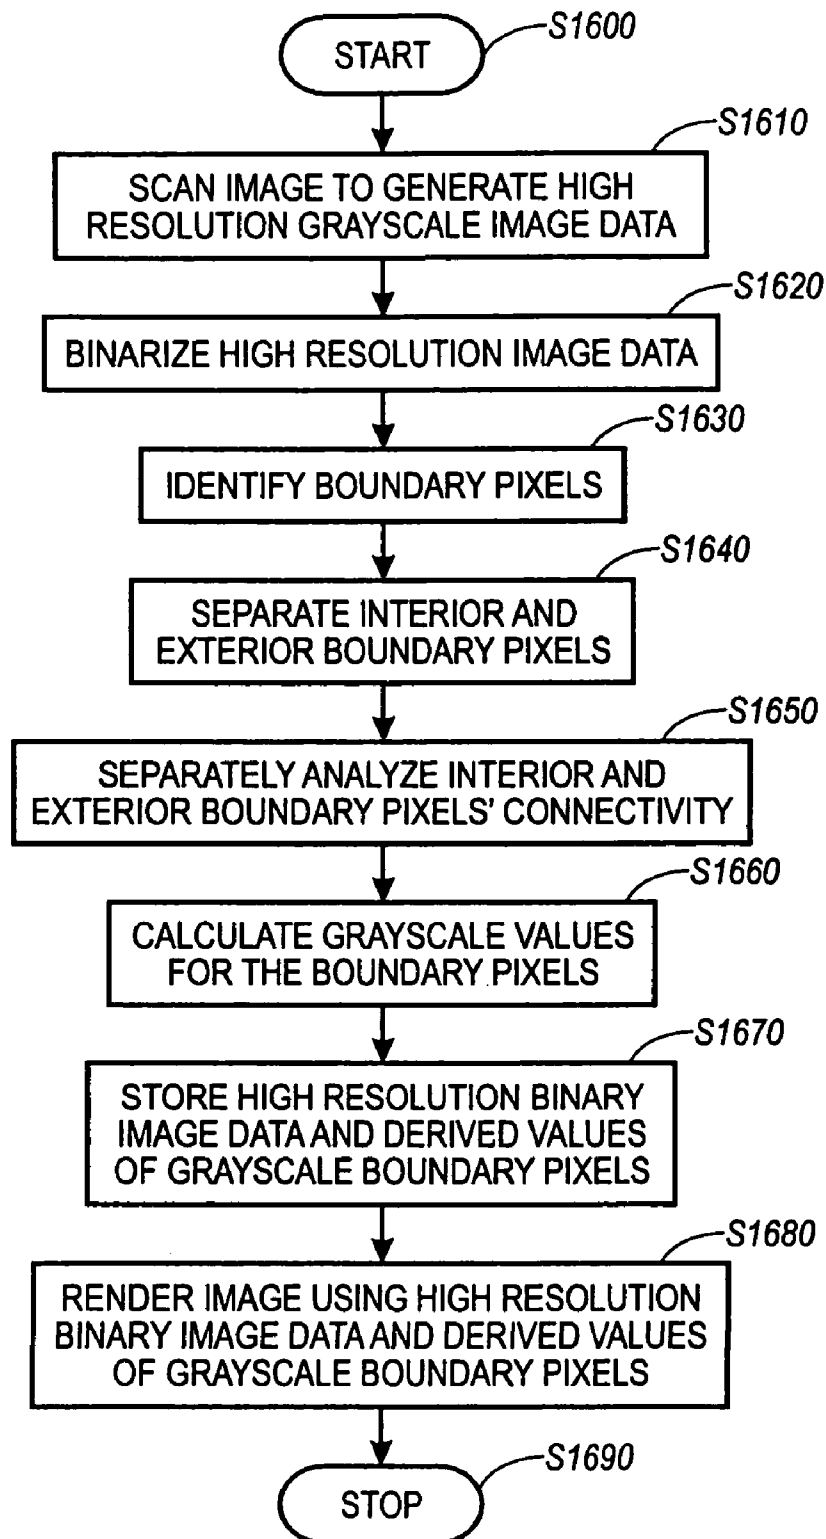 START
S1600
S1610
SCAN IMAGE TO GENERATE HIGH
RESOLUTION GRAYSCALE IMAGE DATA
S1620
BINARIZE HIGH RESOLUTION IMAGE DATA
S1630
IDENTIFY BOUNDARY PIXELS
S1640
SEPARATE INTERIOR AND
EXTERIOR BOUNDARY PIXELS
S1650
SEPARATELY ANALYZE INTERIOR AND
EXTERIOR BOUNDARY PIXELS' CONNECTIVITY
S1660
CALCULATE GRAYSCALE VALUES
FOR THE BOUNDARY PIXELS
S1670
STORE HIGH RESOLUTION BINARY
IMAGE DATA AND DERIVED VALUES
OF GRAYSCALE BOUNDARY PIXELS
S1680
RENDER IMAGE USING HIGH RESOLUTION
BINARY IMAGE DATA AND DERIVED VALUES
OF GRAYSCALE BOUNDARY PIXELS
S1690
STOP